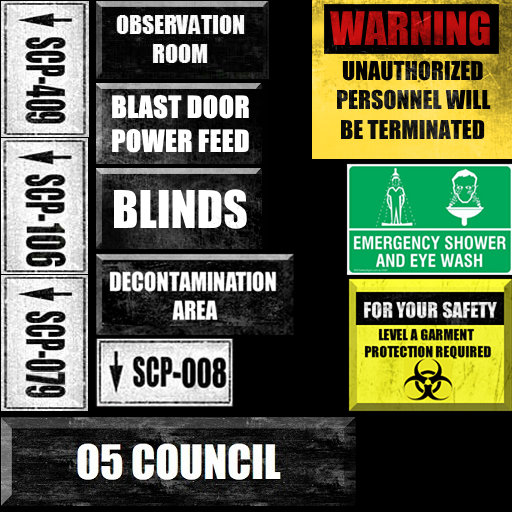 SCP-409
SCP-106
SCP-079
OBSERVATION
ROOM
BLAST DOOR
POWER FEED
BLINDS
DECONTAMINATION
AREA
SCP-008
05 COUNCIL
WARNING
UNAUTHORIZED
PERSONNEL WILL
BE TERMINATED
EMERGENCY SHOWER
AND EYE WASH
FOR YOUR SAFETY
LEVEL A GARMENT
PROTECTION REQUIRED